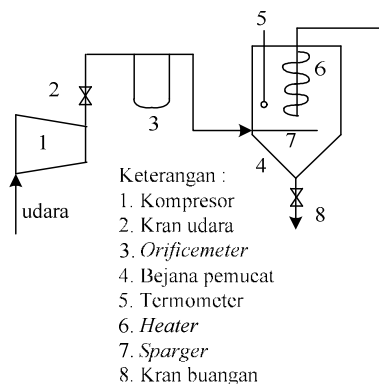 5
2
6
1
3
7
4
udara
8
Keterangan :
1. Kompresor
2. Kran udara
3. Orificemeter
4. Bejana pemucat
5. Termometer
6. Heater
7. Sparger
8. Kran buangan